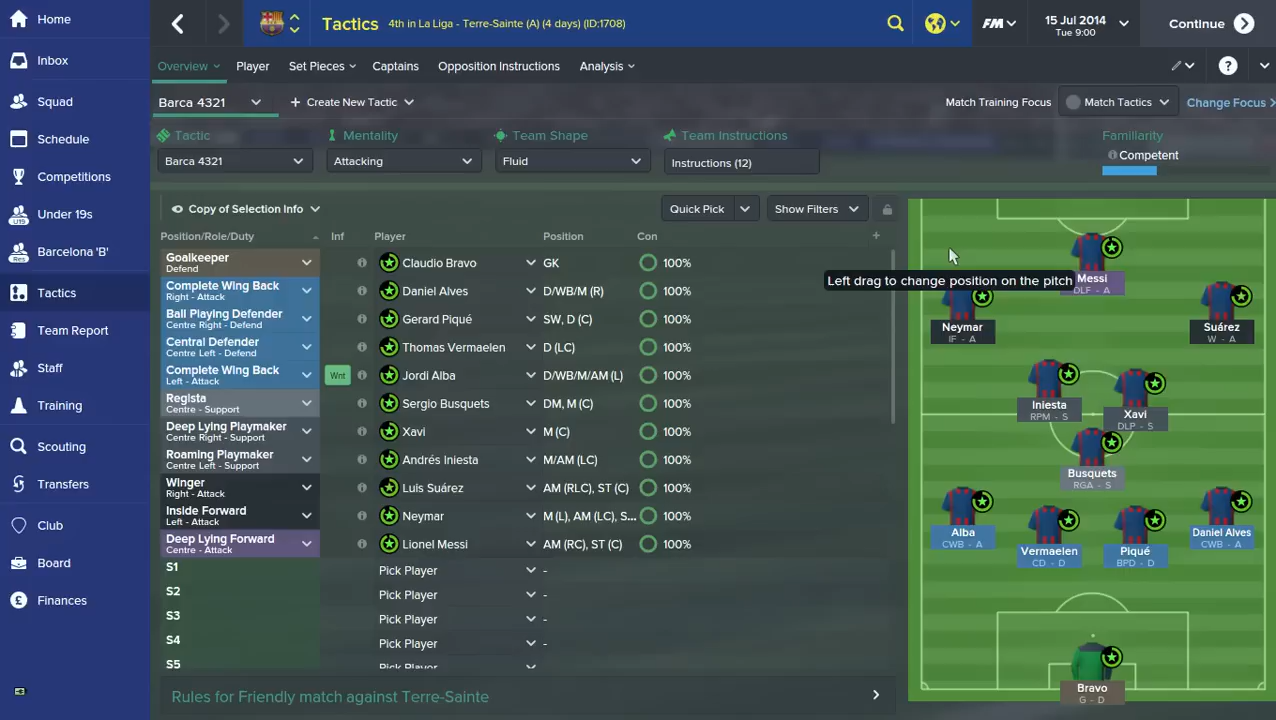 Home
Tactics
4th in La Liga - Terre-Sainte (A) (4 days) (ID:1708)
FM
15 Jul 2014
Tue 9:00
Continue
Inbox
Squad
Schedule
Competitions
Under 19s
Barcelona 'B'
Tactics
Team Report
Staff
Training
Scouting
Transfers
Club
Board
Finances
Overview
Player
Set Pieces
Captains
Opposition Instructions
Analysis
?
Barca 4321
+ Create New Tactic
Match Training Focus
Match Tactics
Change Focus
Tactic
Mentality
Team Shape
Team Instructions
Familiarity
Barca 4321
Attacking
Fluid
Instructions (12)
Competent
Copy of Selection Info
Quick Pick
Show Filters
Position/Role/Duty Inf Player Position Con
Goalkeeper
Defend
Claudio Bravo GK 100%
Complete Wing Back
Right - Attack
Daniel Alves D/WB/M (R) 100%
Ball Playing Defender
Centre Right - Defend
Gerard Piqué SW, D (C) 100%
Central Defender
Centre Left - Defend
Thomas Vermaelen D (LC) 100%
Complete Wing Back
Left - Attack
Wnt Jordi Alba D/WB/M/AM (L) 100%
Regista
Centre - Support
Sergio Busquets DM, M (C) 100%
Deep Lying Playmaker
Centre Right - Support
Xavi M (C) 100%
Roaming Playmaker
Centre Left - Support
Andrés Iniesta M/AM (LC) 100%
Winger
Right - Attack
Luis Suárez AM (RLC), ST (C) 100%
Inside Forward
Left - Attack
Neymar M (L), AM (LC), S... 100%
Deep Lying Forward
Centre - Attack
Lionel Messi AM (RC), ST (C) 100%
S1 Pick Player -
S2 Pick Player -
S3 Pick Player -
S4 Pick Player -
S5 Pick Player
Rules for Friendly match against Terre-Sainte
Left drag to change position on the pitch
Messi
DLF - A
Neymar
IF - A
Suárez
W - A
Iniesta
RPM - S
Xavi
DLP - S
Busquets
RGA - S
Alba
CWB - A
Vermaelen
CD - D
Piqué
BPD - D
Daniel Alves
CWB - A
Bravo
G - D